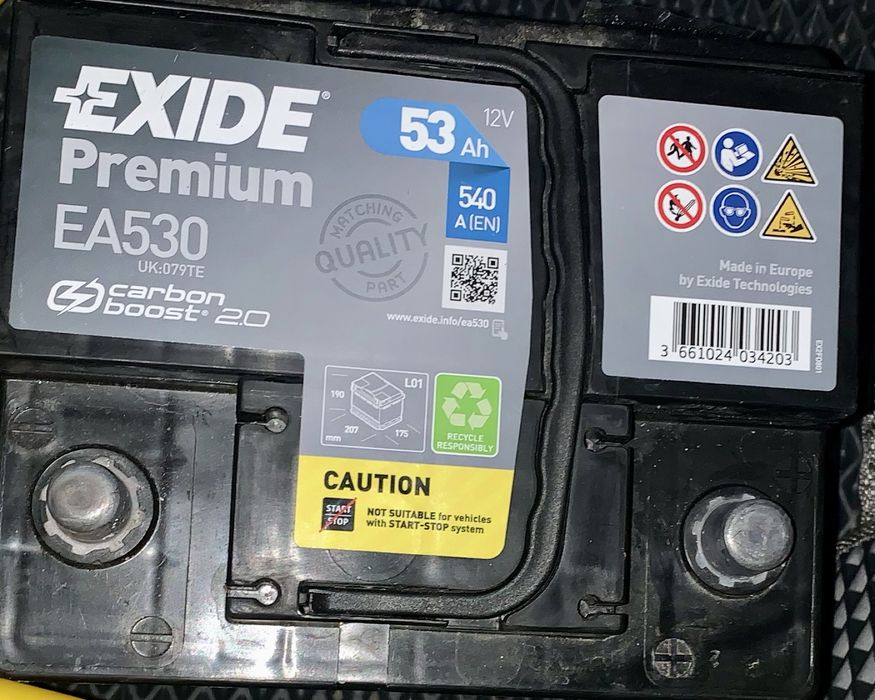 EXIDE®
Premium
EA530
UK:079TE
carbon
boost® 2.0
53 Ah
12V
540
A (EN)
MATCHING
QUALITY
PART
www.exide.info/ea530
L01
190
207
175
mm
RECYCLE
RESPONSIBLY
CAUTION
START
STOP
NOT SUITABLE for vehicles
with START-STOP system
Made in Europe
by Exide Technologies
3 661024 034203
EX2F0801